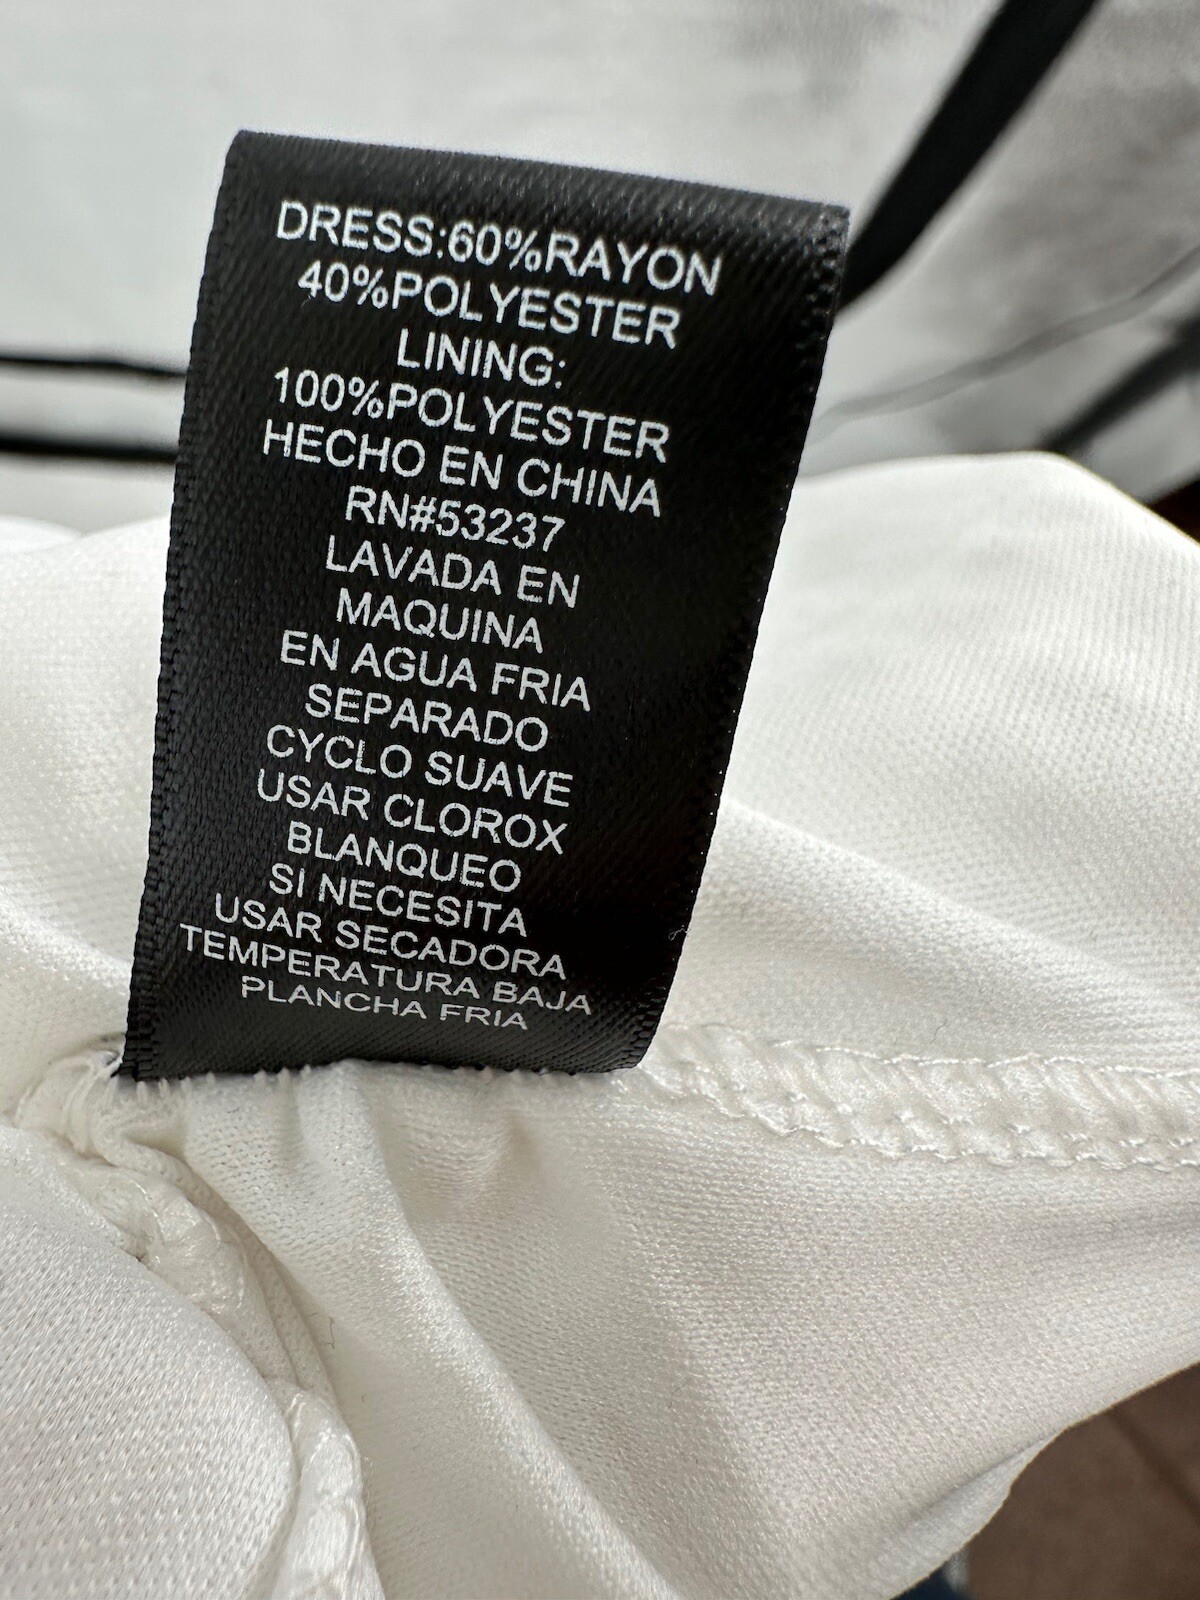 DRESS:60%RAYON
40%POLYESTER
LINING:
100%POLYESTER
HECHO EN CHINA
RN#53237
LAVADA EN
MAQUINA
EN AGUA FRIA
SEPARADO
CYCLO SUAVE
USAR CLOROX
BLANQUEO
SI NECESITA
USAR SECADORA
TEMPERATURA BAJA
PLANCHA FRIA